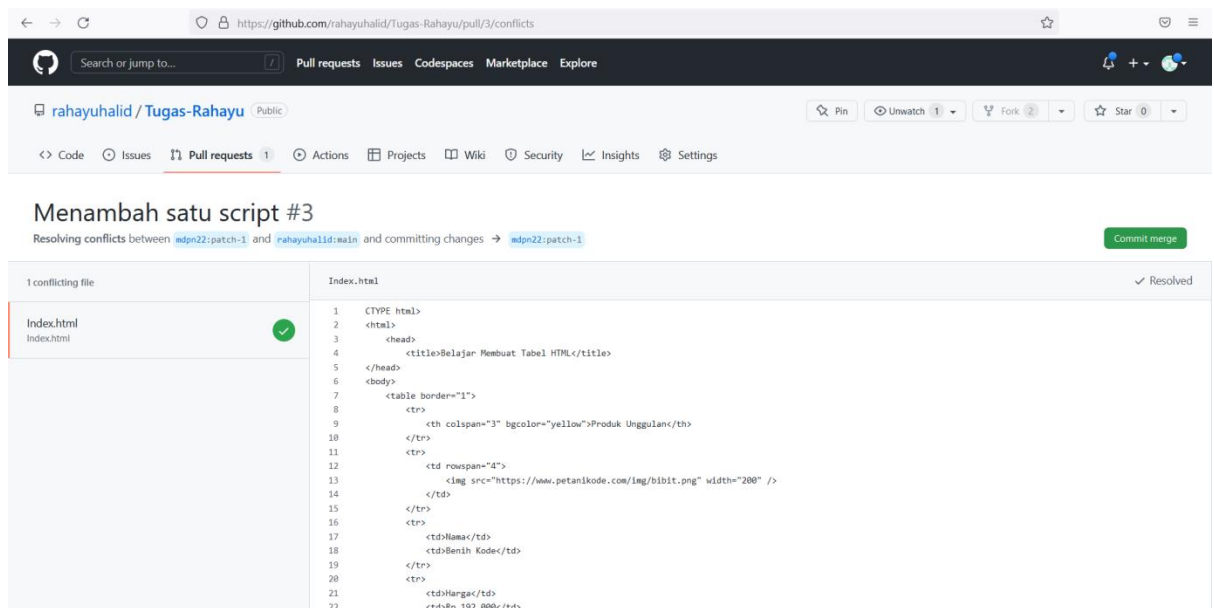 https://github.com/rahayuhalid/Tugas-Rahayu/pull/3/conflicts
Search or jump to... / Pull requests Issues Codespaces Marketplace Explore
rahayuhalid / Tugas-Rahayu Public Pin Unwatch 1 Fork 2 Star 0
<> Code Issues Pull requests 1 Actions Projects Wiki Security Insights Settings
Menambah satu script #3
Resolving conflicts between mdpn22:patch-1 and rahayuhalid:main and committing changes → mdpn22:patch-1 Commit merge
1 conflicting file Index.html Resolved
Index.html
Index.html
1 CTYPE html>
2 <html>
3 <head>
4 <title>Belajar Membuat Tabel HTML</title>
5 </head>
6 <body>
7 <table border="1">
8 <tr>
9 <th colspan="3" bgcolor="yellow">Produk Unggulan</th>
10 </tr>
11 <tr>
12 <td rowspan="4">
13 <img src="https://www.petanikode.com/img/bibit.png" width="200" />
14 </td>
15 </tr>
16 <tr>
17 <td>Nama</td>
18 <td>Benih Kode</td>
19 </tr>
20 <tr>
21 <td>Harga</td>
22 <td>Rp 192.000</td>